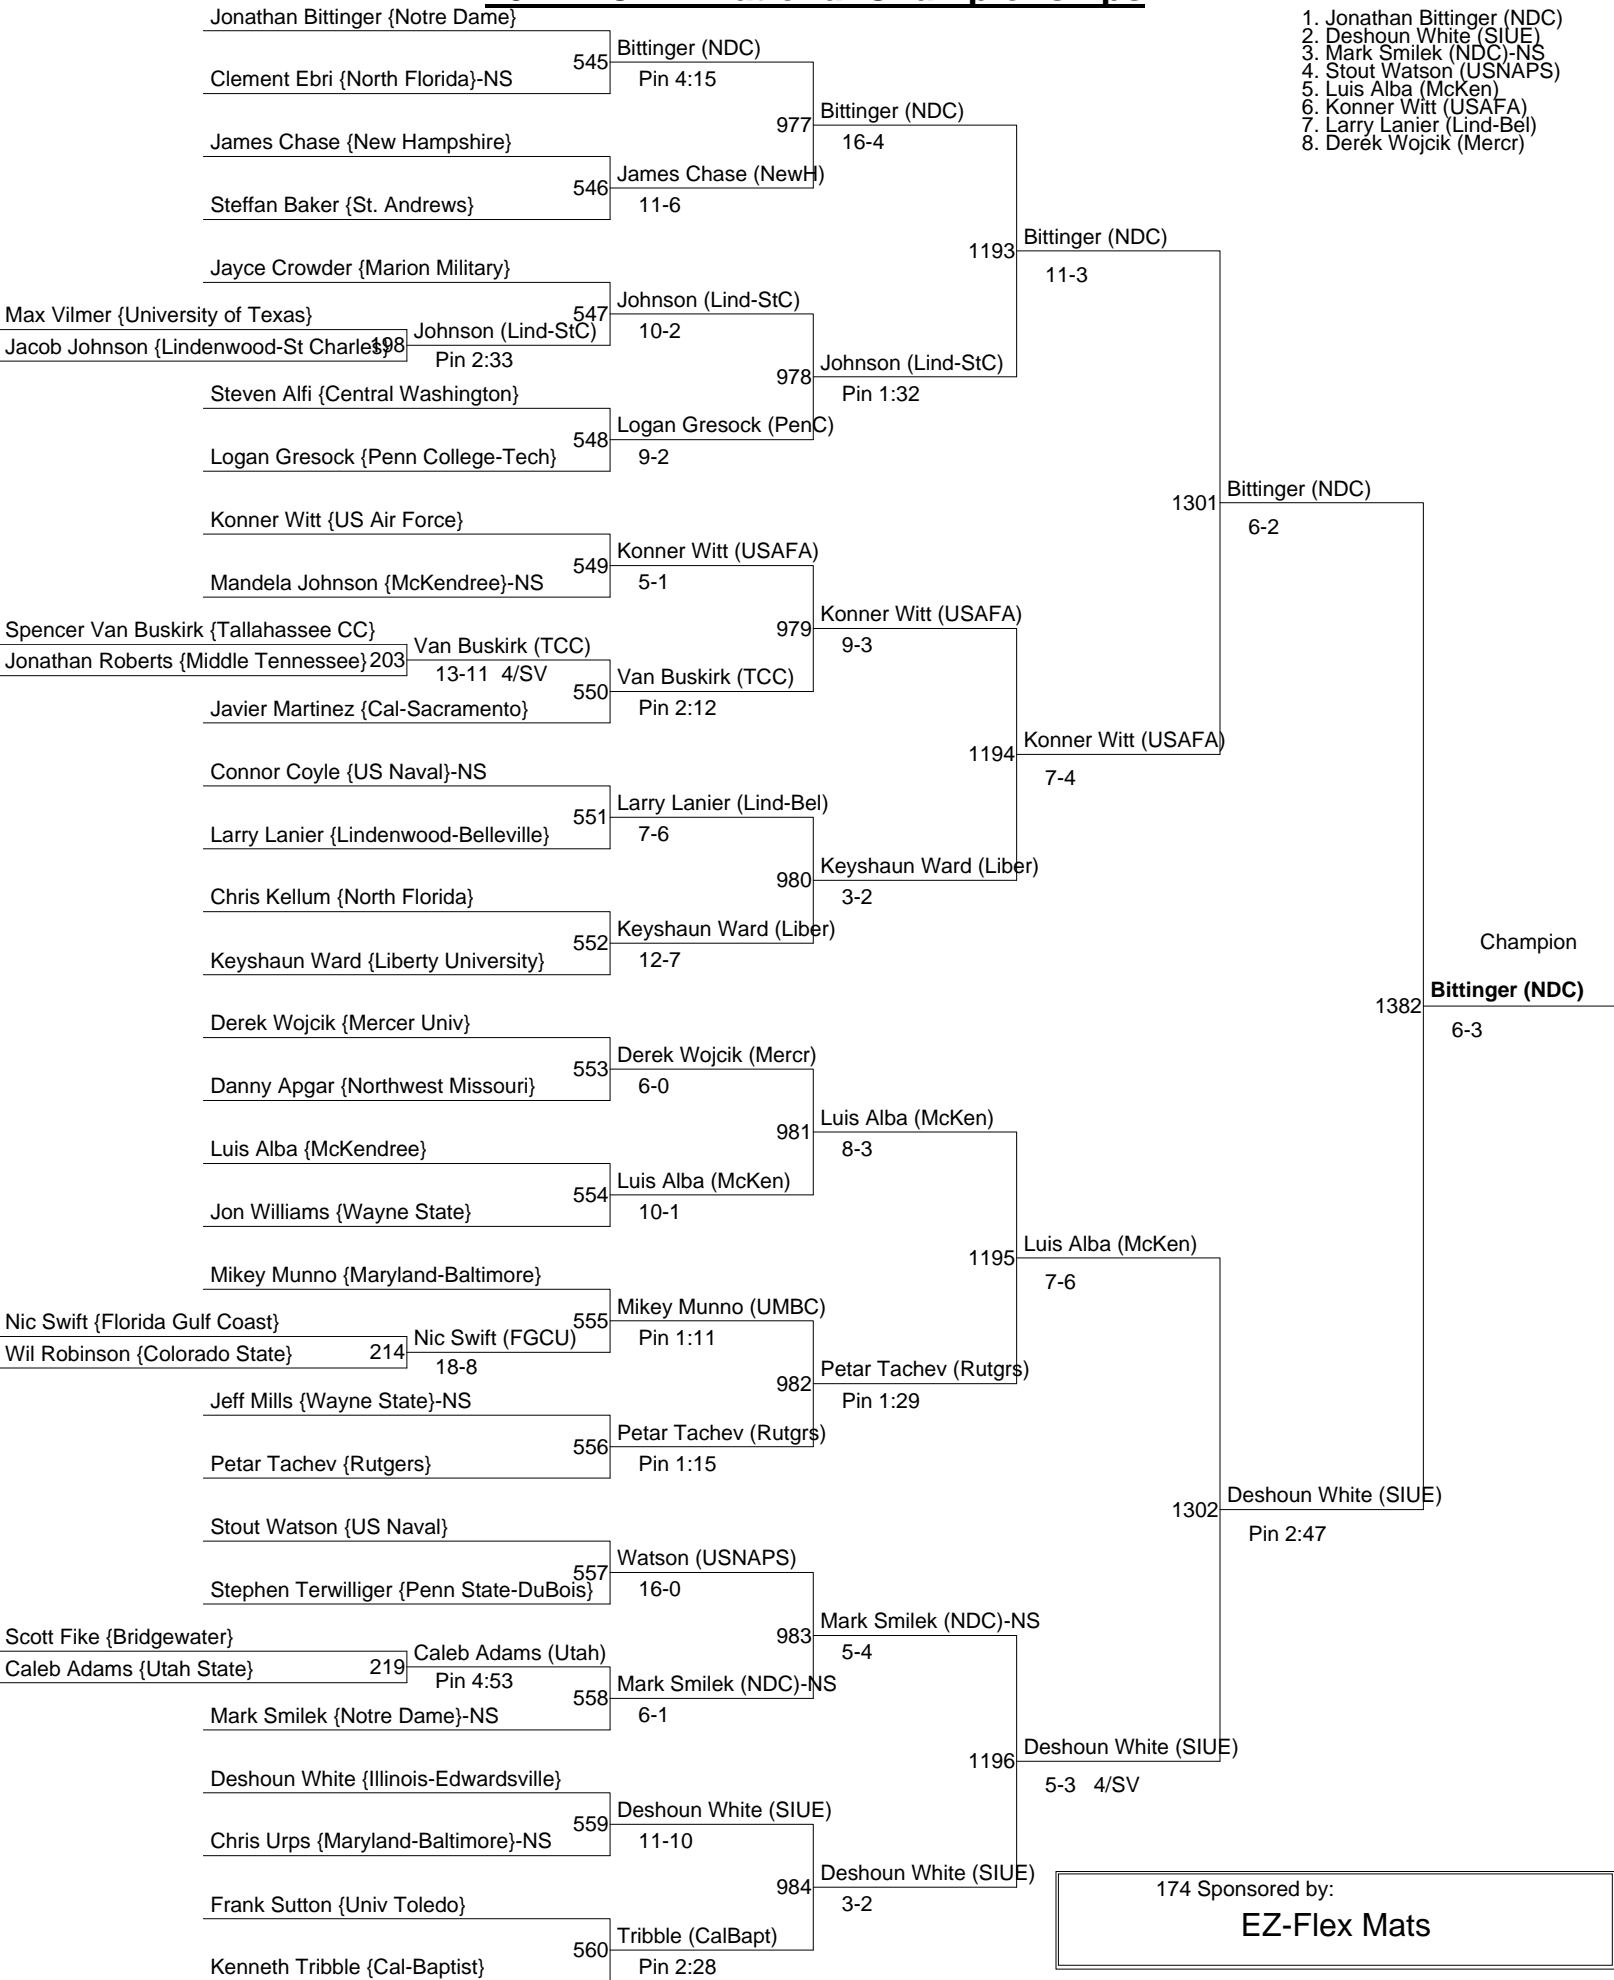 Jonathan Bittinger {Notre Dame}
545
Bittinger (NDC)
Clement Ebri {North Florida}-NS
Pin 4:15
977
Bittinger (NDC)
16-4
James Chase {New Hampshire}
546
James Chase (NewH)
Steffan Baker {St. Andrews}
11-6
1193
Bittinger (NDC)
11-3
Jayce Crowder {Marion Military}
547
Johnson (Lind-StC)
10-2
Max Vilmer {University of Texas}
Jacob Johnson {Lindenwood-St Charles}
198
Johnson (Lind-StC)
Pin 2:33
978
Johnson (Lind-StC)
Pin 1:32
Steven Alfi {Central Washington}
548
Logan Gresock (PenC)
Logan Gresock {Penn College-Tech}
9-2
1301
Bittinger (NDC)
6-2
Konner Witt {US Air Force}
549
Konner Witt (USAFA)
Mandela Johnson {McKendree}-NS
5-1
979
Konner Witt (USAFA)
9-3
Spencer Van Buskirk {Tallahassee CC}
Jonathan Roberts {Middle Tennessee}
203
Van Buskirk (TCC)
13-11 4/SV
550
Van Buskirk (TCC)
Javier Martinez {Cal-Sacramento}
Pin 2:12
1194
Konner Witt (USAFA)
7-4
Connor Coyle {US Naval}-NS
551
Larry Lanier (Lind-Bel)
Larry Lanier {Lindenwood-Belleville}
7-6
980
Keyshaun Ward (Liber)
3-2
Chris Kellum {North Florida}
552
Keyshaun Ward (Liber)
Keyshaun Ward {Liberty University}
12-7
Champion
1382
Bittinger (NDC)
6-3
Derek Wojcik {Mercer Univ}
553
Derek Wojcik (Mercr)
Danny Apgar {Northwest Missouri}
6-0
981
Luis Alba (McKen)
8-3
Luis Alba {McKendree}
554
Luis Alba (McKen)
Jon Williams {Wayne State}
10-1
1195
Luis Alba (McKen)
7-6
Mikey Munno {Maryland-Baltimore}
555
Mikey Munno (UMBC)
Pin 1:11
Nic Swift {Florida Gulf Coast}
Wil Robinson {Colorado State}
214
Nic Swift (FGCU)
18-8
982
Petar Tachev (Rutgrs)
Pin 1:29
Jeff Mills {Wayne State}-NS
556
Petar Tachev (Rutgrs)
Petar Tachev {Rutgers}
Pin 1:15
1302
Deshoun White (SIUE)
Pin 2:47
Stout Watson {US Naval}
557
Watson (USNAPS)
Stephen Terwilliger {Penn State-DuBois}
16-0
983
Mark Smilek (NDC)-NS
5-4
Scott Fike {Bridgewater}
Caleb Adams {Utah State}
219
Caleb Adams (Utah)
Pin 4:53
558
Mark Smilek (NDC)-NS
Mark Smilek {Notre Dame}-NS
6-1
1196
Deshoun White (SIUE)
5-3 4/SV
Deshoun White {Illinois-Edwardsville}
559
Deshoun White (SIUE)
Chris Urps {Maryland-Baltimore}-NS
11-10
984
Deshoun White (SIUE)
3-2
Frank Sutton {Univ Toledo}
560
Tribble (CalBapt)
Kenneth Tribble {Cal-Baptist}
Pin 2:28
1. Jonathan Bittinger (NDC)
2. Deshoun White (SIUE)
3. Mark Smilek (NDC)-NS
4. Stout Watson (USNAPS)
5. Luis Alba (McKen)
6. Konner Witt (USAFA)
7. Larry Lanier (Lind-Bel)
8. Derek Wojcik (Mercr)
174 Sponsored by:
EZ-Flex Mats